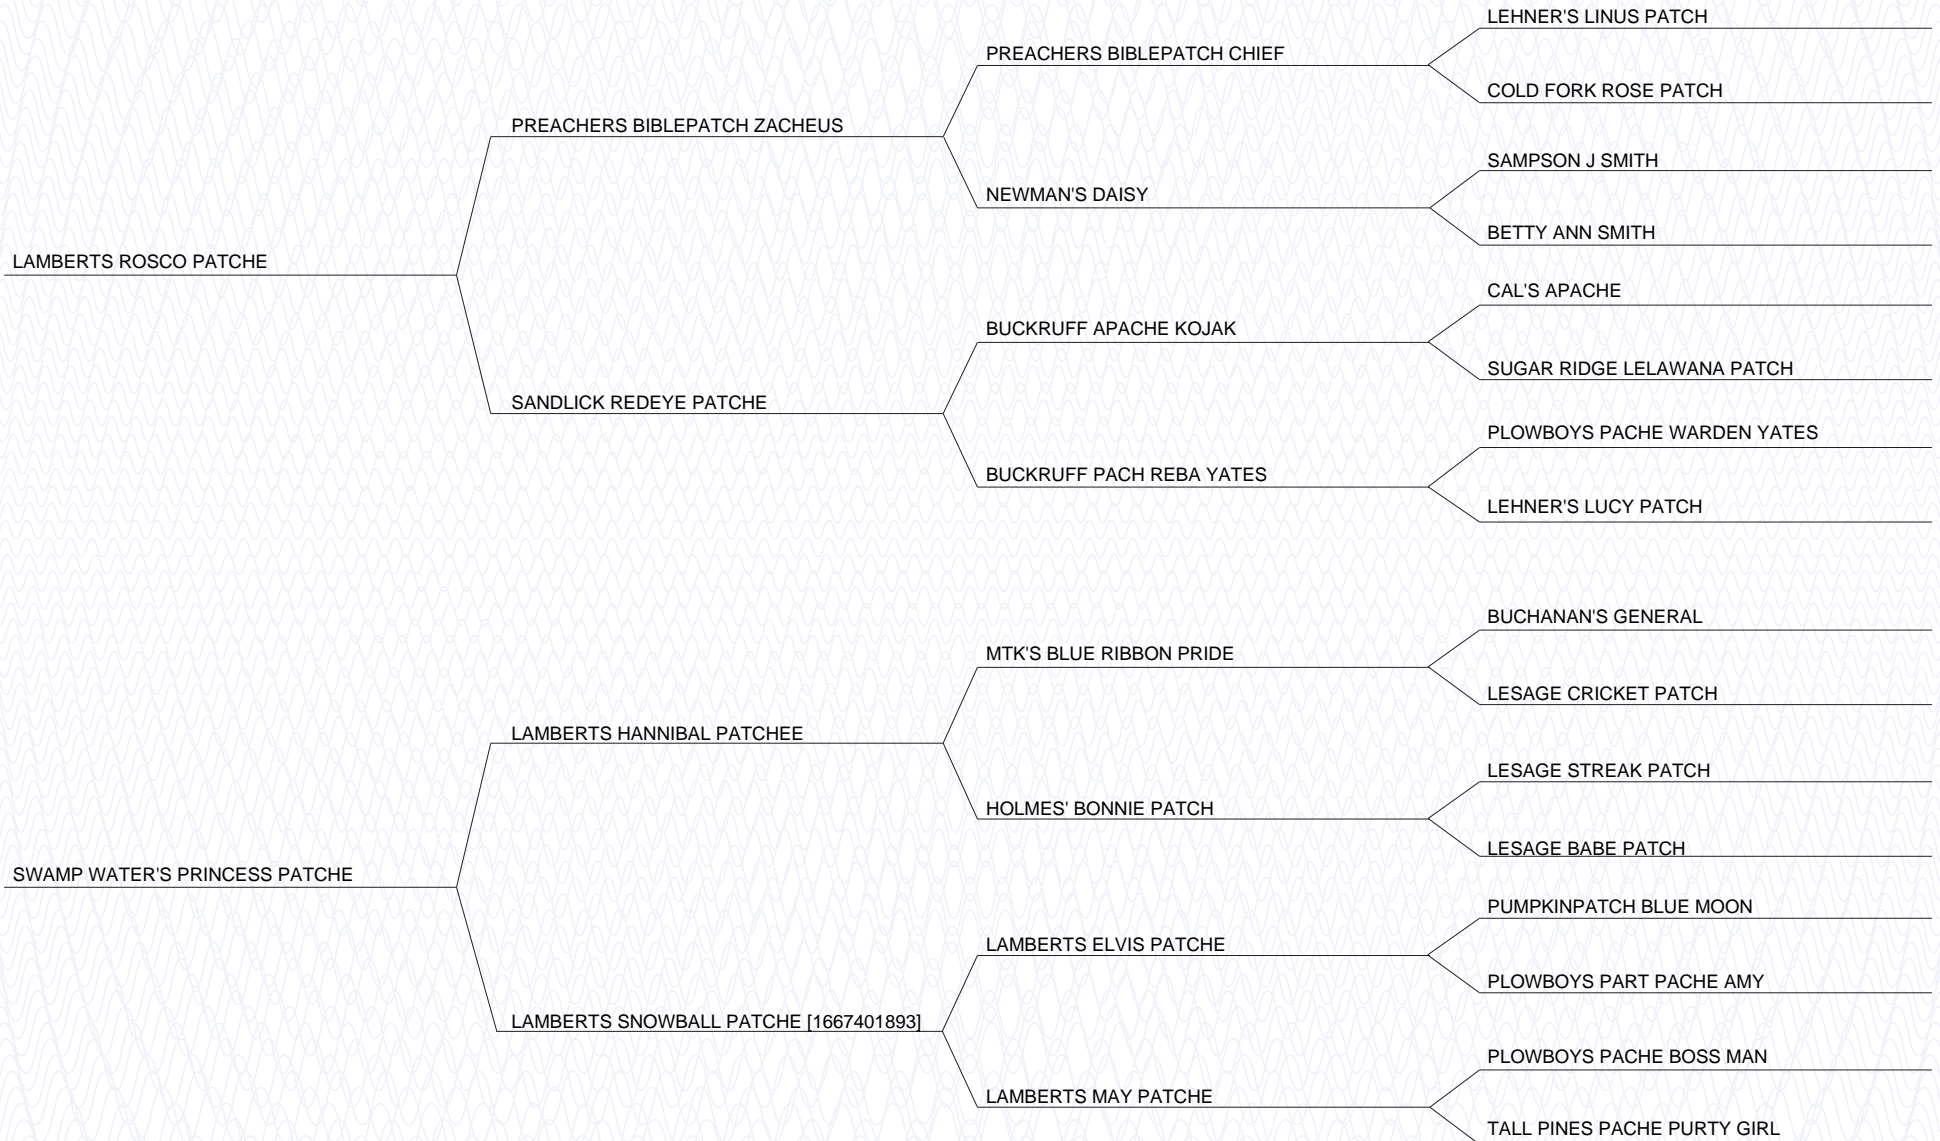 LEHNER'S LINUS PATCH
PREACHERS BIBLEPATCH CHIEF
COLD FORK ROSE PATCH
PREACHERS BIBLEPATCH ZACHEUS
SAMPSON J SMITH
NEWMAN'S DAISY
BETTY ANN SMITH
LAMBERTS ROSCO PATCHE
CAL'S APACHE
BUCKRUFF APACHE KOJAK
SUGAR RIDGE LELAWANA PATCH
SANDLICK REDEYE PATCHE
PLOWBOYS PACHE WARDEN YATES
BUCKRUFF PACH REBA YATES
LEHNER'S LUCY PATCH
BUCHANAN'S GENERAL
MTK'S BLUE RIBBON PRIDE
LESAGE CRICKET PATCH
LAMBERTS HANNIBAL PATCHEE
LESAGE STREAK PATCH
HOLMES' BONNIE PATCH
LESAGE BABE PATCH
SWAMP WATER'S PRINCESS PATCHE
PUMPKINPATCH BLUE MOON
LAMBERTS ELVIS PATCHE
PLOWBOYS PART PACHE AMY
LAMBERTS SNOWBALL PATCHE [1667401893]
PLOWBOYS PACHE BOSS MAN
LAMBERTS MAY PATCHE
TALL PINES PACHE PURTY GIRL